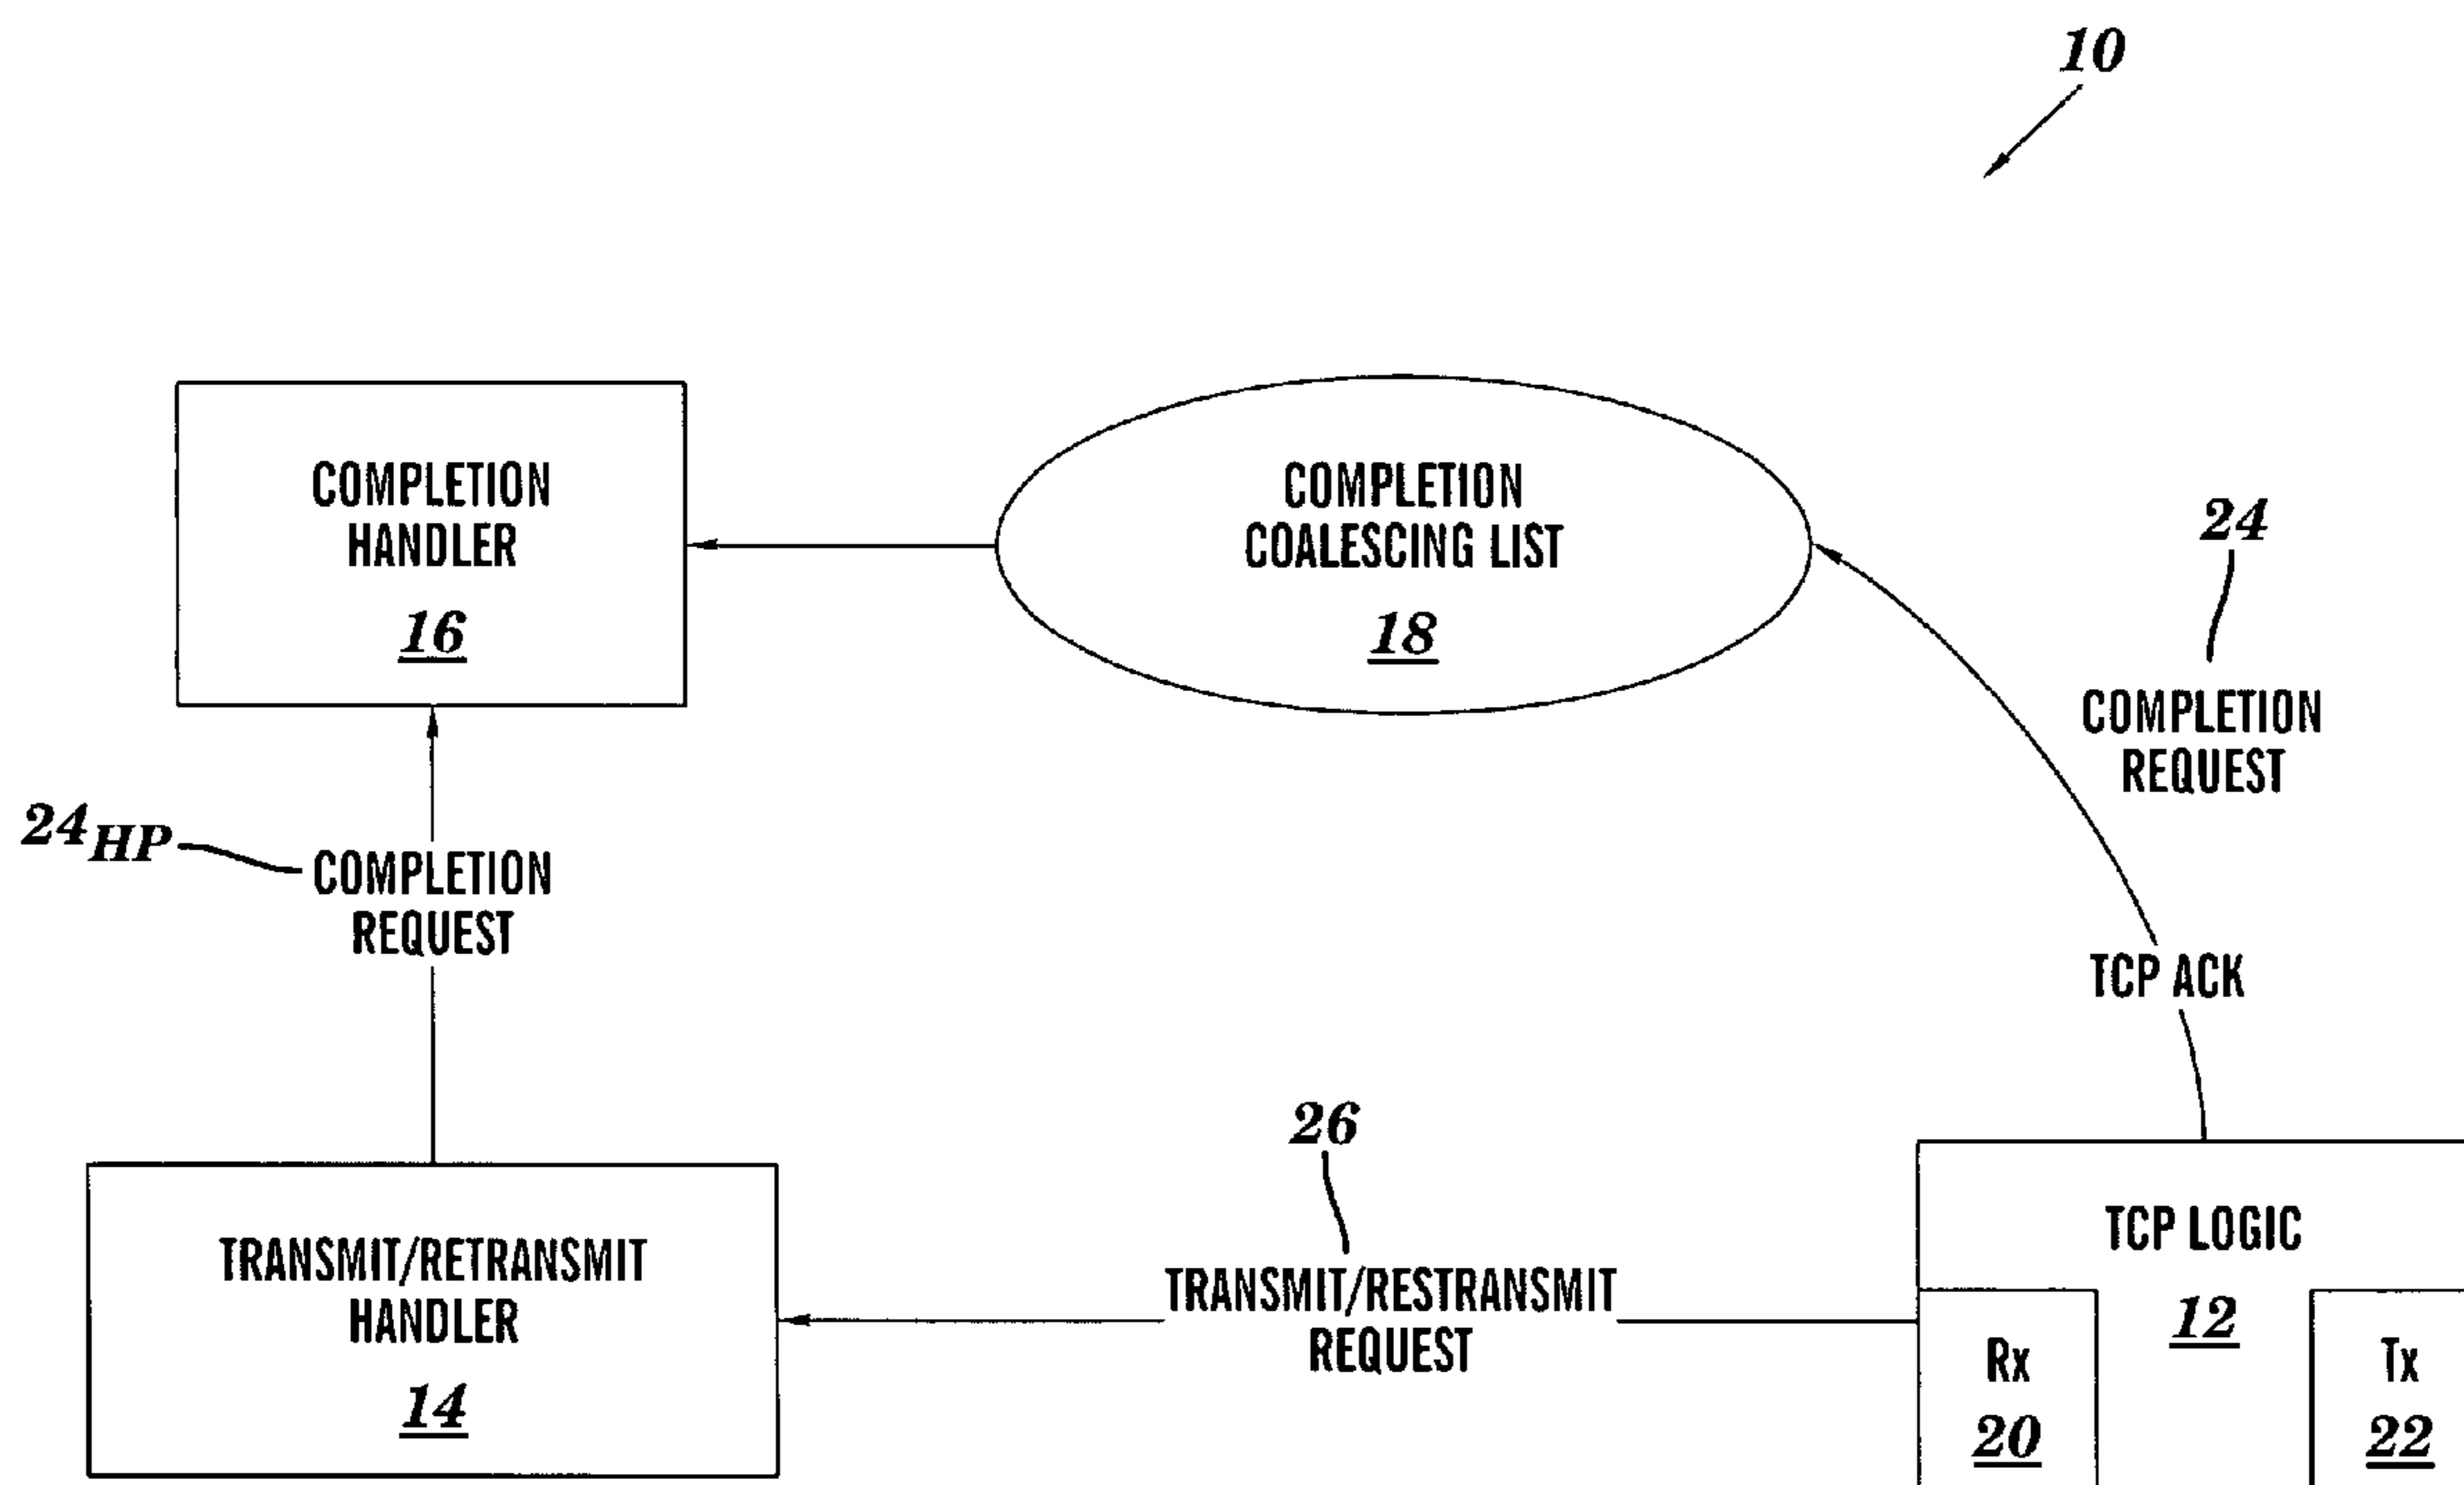 10
COMPLETION
HANDLER
16
COMPLETION
COALESCING LIST
18
24
COMPLETION
REQUEST
24HP
COMPLETION
REQUEST
TCP ACK
26
TRANSMIT/RESTRANSMIT
REQUEST
TRANSMIT/RETRANSMIT
HANDLER
14
TCP LOGIC
12
Rx
20
Tx
22